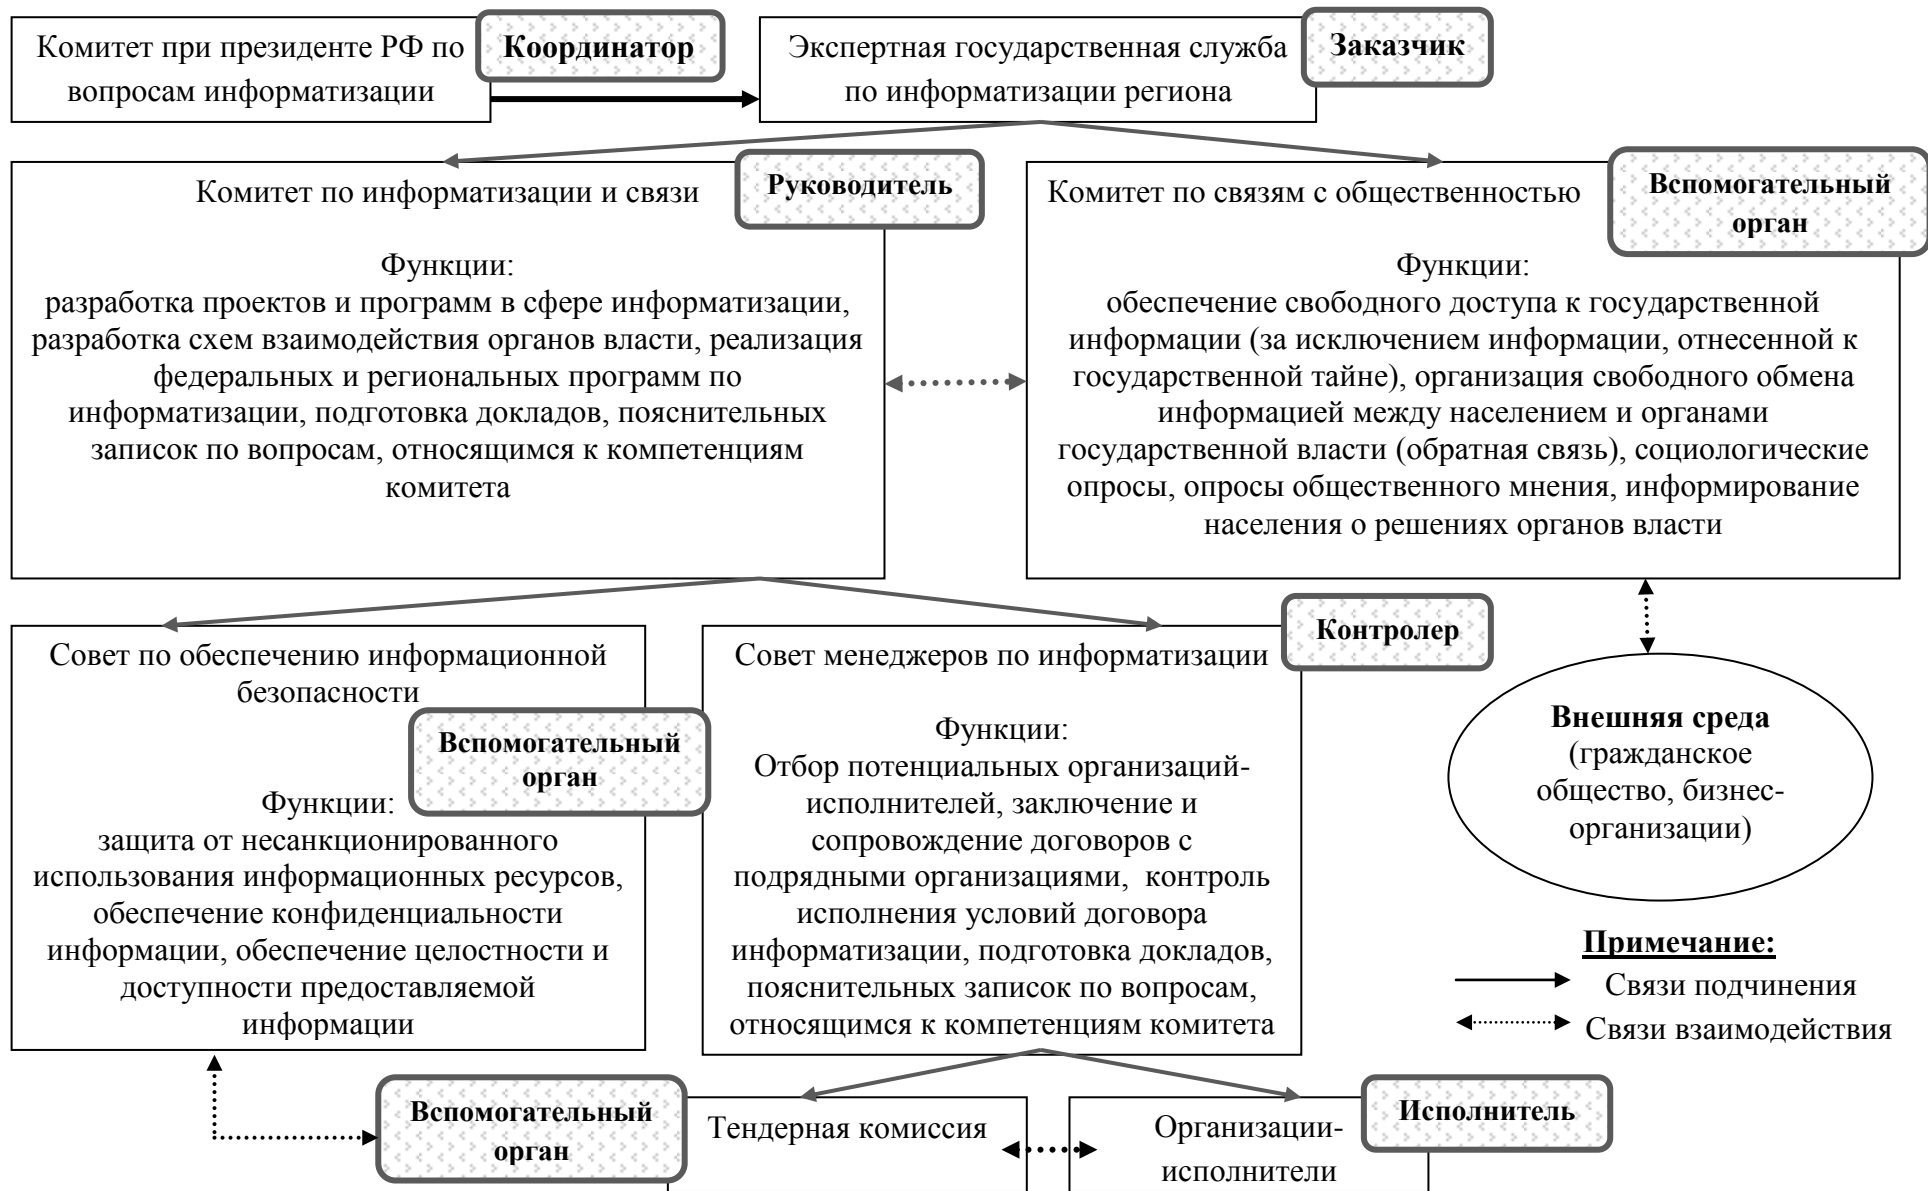 Комитет при президенте РФ по
вопросам информатизации
Координатор
Экспертная государственная служба
по информатизации региона
Заказчик
Комитет по информатизации и связи
Руководитель
Функции:
разработка проектов и программ в сфере информатизации,
разработка схем взаимодействия органов власти, реализация
федеральных и региональных программ по
информатизации, подготовка докладов, пояснительных
записок по вопросам, относящимся к компетенциям
комитета
Комитет по связям с общественностью
Вспомогательный
орган
Функции:
обеспечение свободного доступа к государственной
информации (за исключением информации, отнесенной к
государственной тайне), организация свободного обмена
информацией между населением и органами
государственной власти (обратная связь), социологические
опросы, опросы общественного мнения, информирование
населения о решениях органов власти
Совет по обеспечению информационной
безопасности
Вспомогательный
орган
Функции:
защита от несанкционированного
использования информационных ресурсов,
обеспечение конфиденциальности
информации, обеспечение целостности и
доступности предоставляемой
информации
Совет менеджеров по информатизации
Контролер
Функции:
Отбор потенциальных организаций-
исполнителей, заключение и
сопровождение договоров с
подрядными организациями, контроль
исполнения условий договора
информатизации, подготовка докладов,
пояснительных записок по вопросам,
относящимся к компетенциям комитета
Внешняя среда
(гражданское
общество, бизнес-
организации)
Примечание:
Связи подчинения
Связи взаимодействия
Вспомогательный
орган
Тендерная комиссия
Организации-
исполнители
Исполнитель